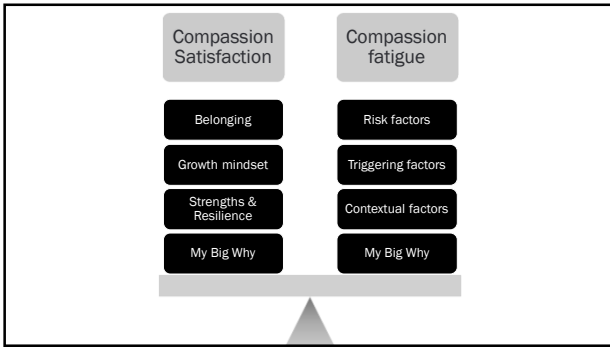 Compassion
Satisfaction
Belonging
Growth mindset
Strengths &
Resilience
My Big Why
Compassion
fatigue
Risk factors
Triggering factors
Contextual factors
My Big Why